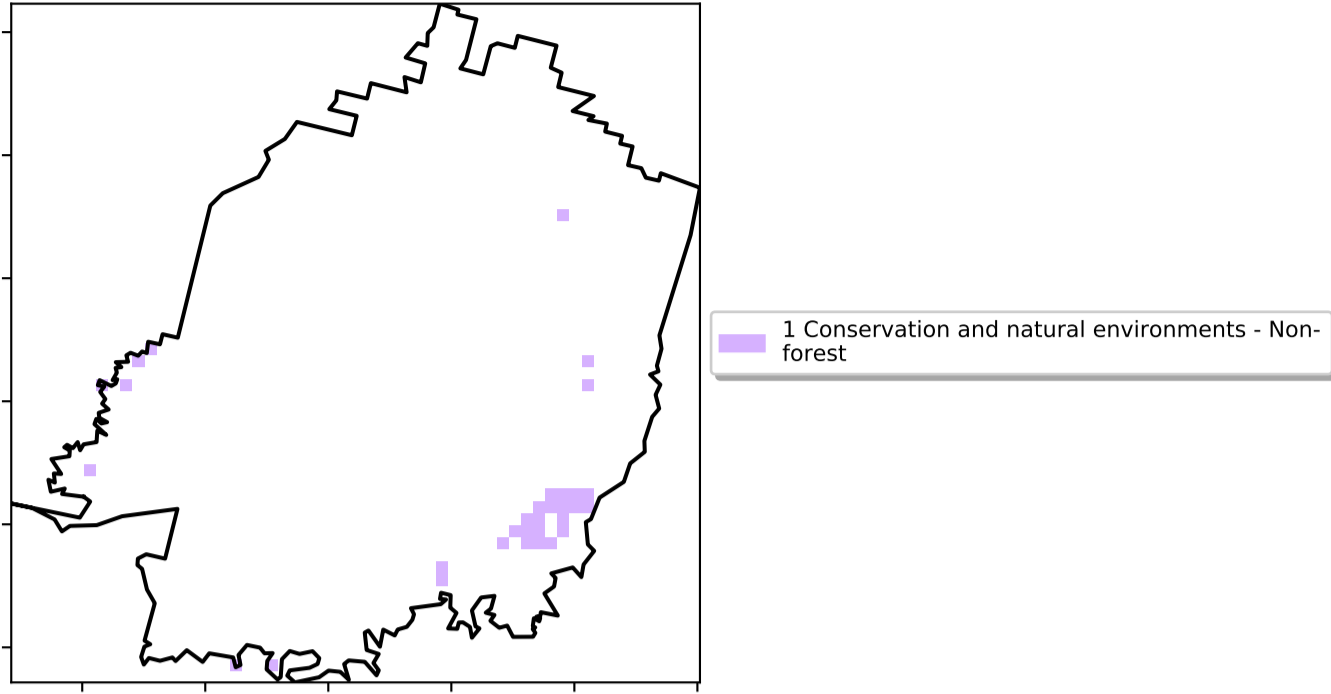 1 Conservation and natural environments - Non-
forest